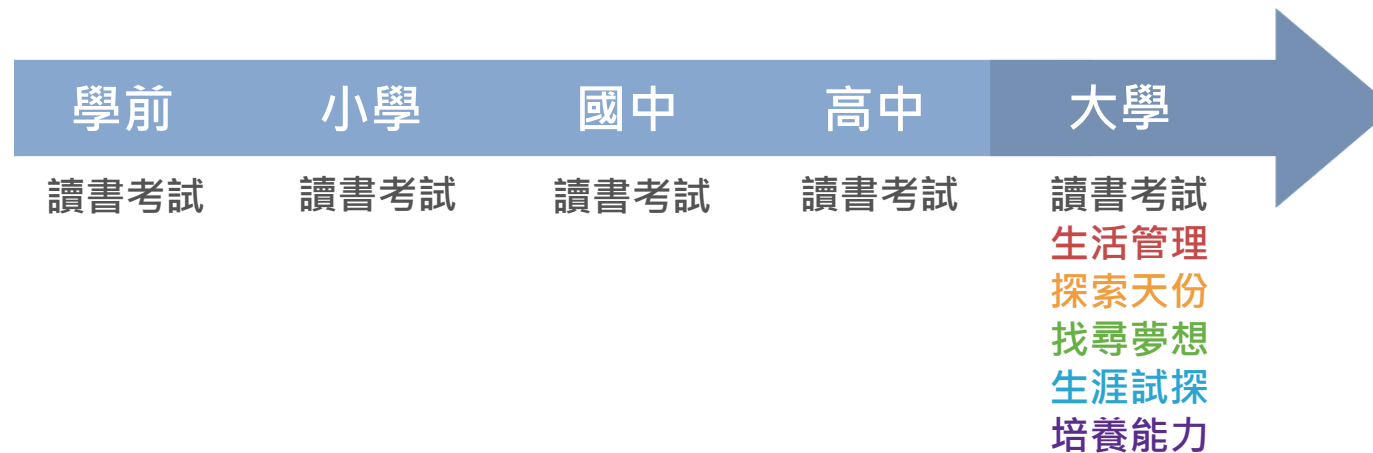 學前 小學 國中 高中 大學
讀書考試 讀書考試 讀書考試 讀書考試 讀書考試
生活管理
探索天份
找尋夢想
生涯試探
培養能力